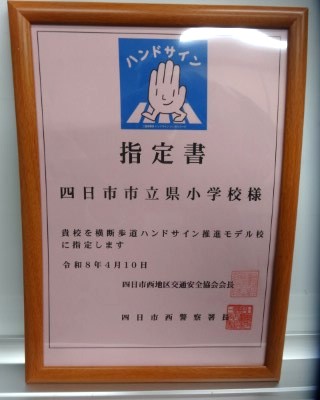 ハンドサイン
指定書
四日市市立県小学校様
貴校を横断歩道ハンドサイン推進モデル校
に指定します
令和8年4月10日
四日市西地区交通安全協会会長
四日市西警察署長